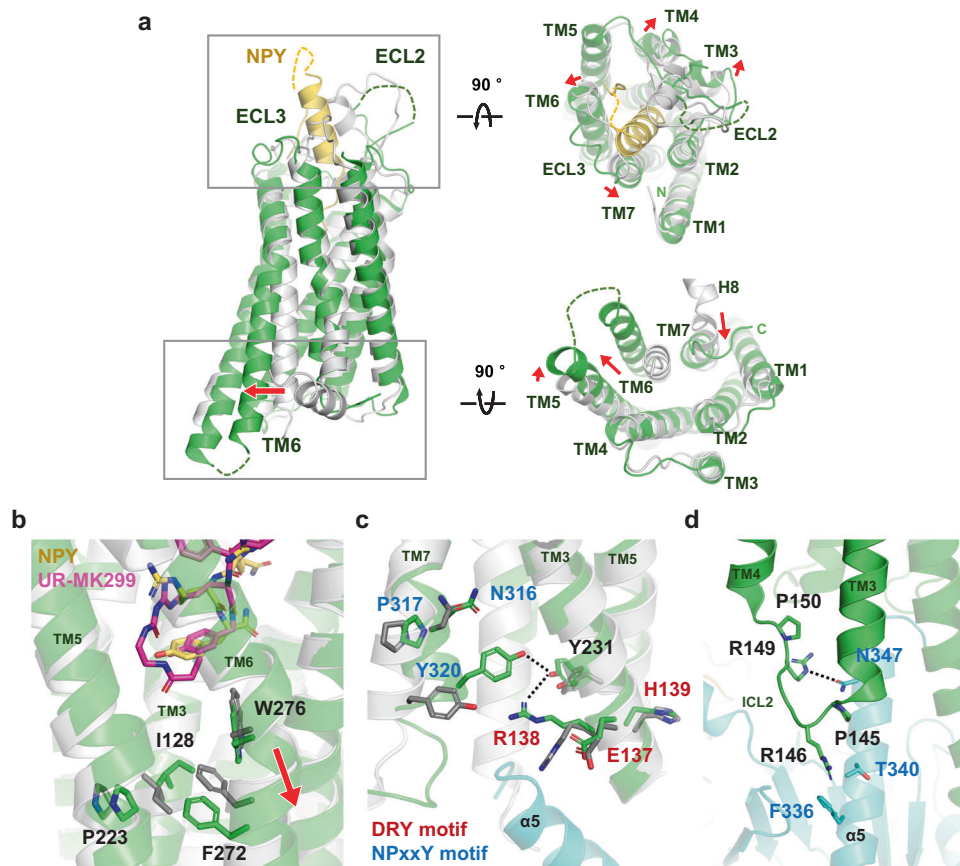 a
NPY
ECL2
ECL3
TM6
90 °
TM5
TM4
TM3
TM6
ECL2
ECL3
TM2
N
TM7
TM1
90 °
H8
TM7
C
TM1
TM6
TM5
TM2
TM4
TM3
b
NPY
UR-MK299
TM5
TM6
TM3
W276
I128
P223
F272
c
TM7
TM3
TM5
N316
P317
Y231
Y320
H139
R138
E137
α5
DRY motif
NPxxY motif
d
TM4
TM3
P150
R149
N347
ICL2
P145
R146
T340
F336
α5